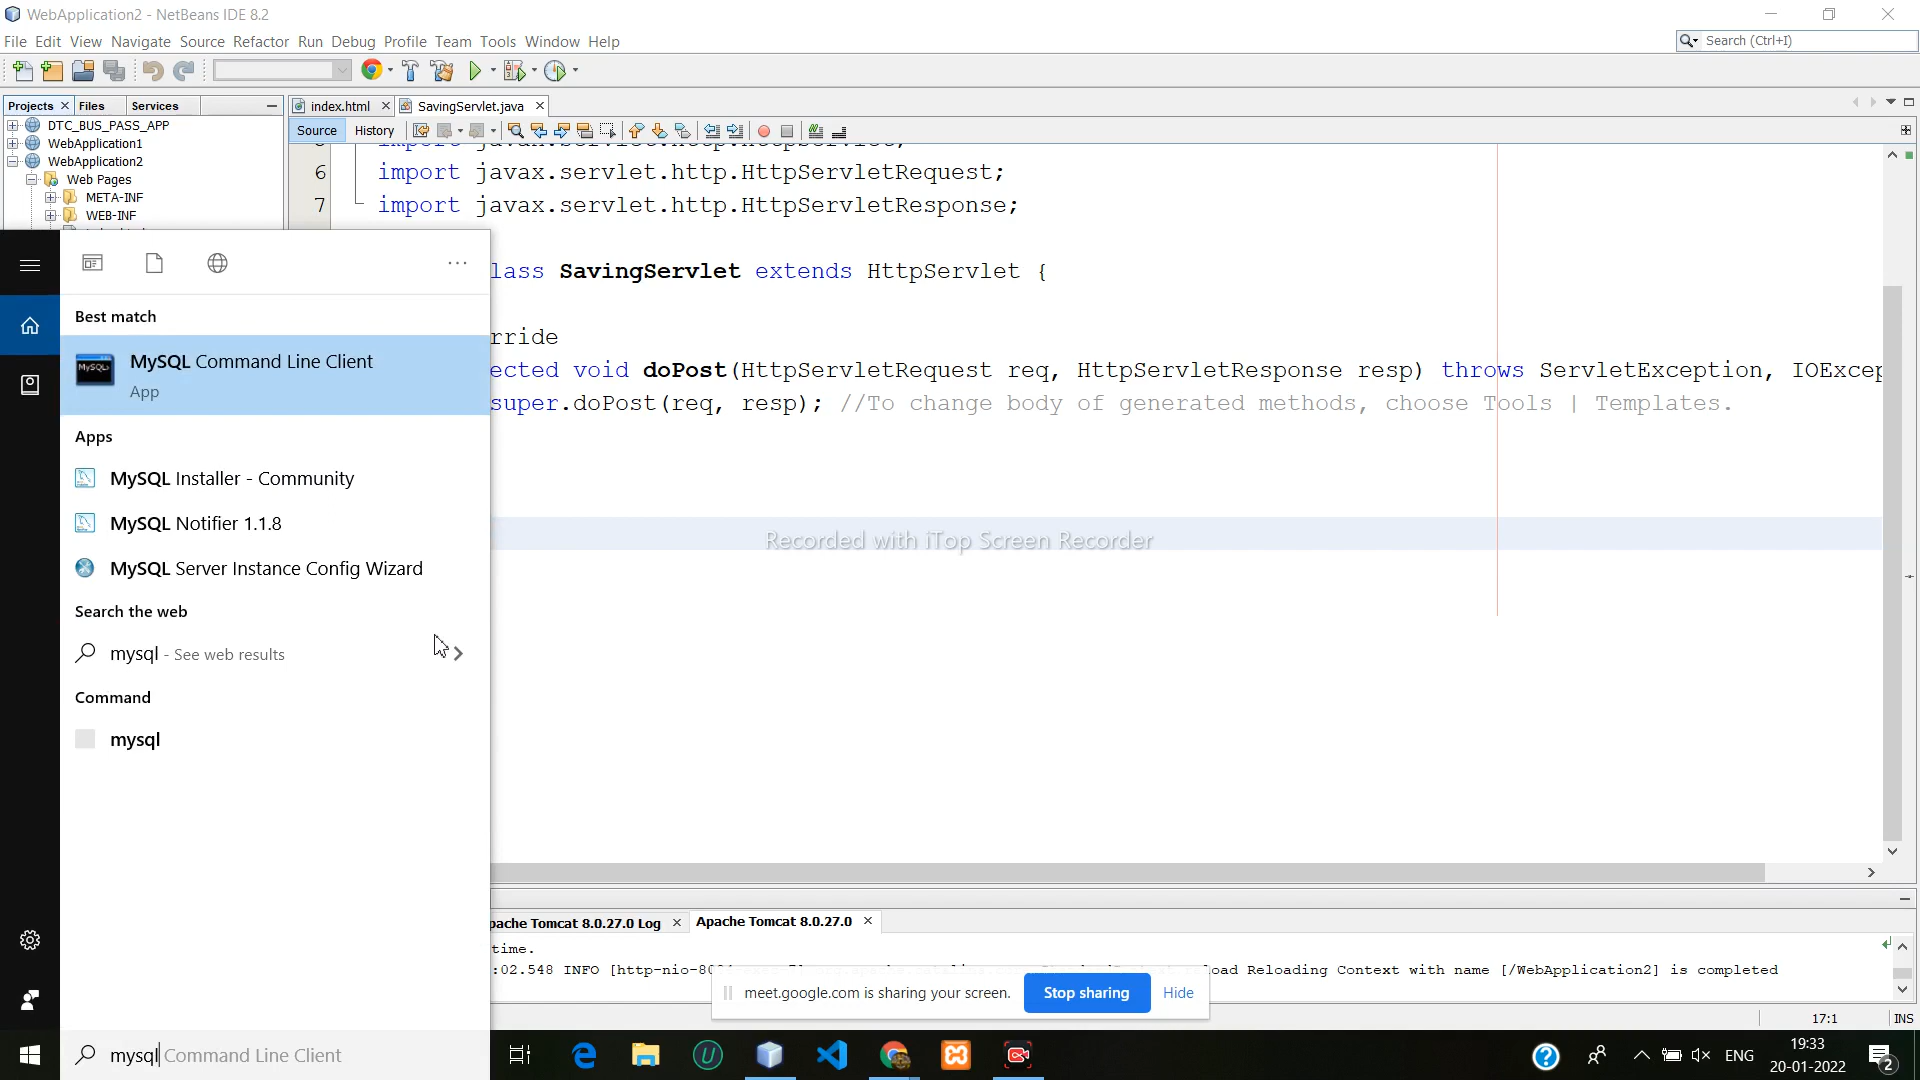 WebApplication2 - NetBeans IDE 8.2
File Edit View Navigate Source Refactor Run Debug Profile Team Tools Window Help
Search (Ctrl+I)
Projects Files Services
index.html SavingServlet.java
DTC_BUS_PASS_APP
WebApplication1
WebApplication2
Web Pages
META-INF
WEB-INF
Source History
6 import javax.servlet.http.HttpServletRequest;
7 import javax.servlet.http.HttpServletResponse;
lass SavingServlet extends HttpServlet {
rride
ected void doPost(HttpServletRequest req, HttpServletResponse resp) throws ServletException, IOExcep
super.doPost(req, resp); //To change body of generated methods, choose Tools | Templates.
Recorded with iTop Screen Recorder
Best match
MySQL Command Line Client
App
Apps
MySQL Installer - Community
MySQL Notifier 1.1.8
MySQL Server Instance Config Wizard
Search the web
mysql - See web results
Command
mysql
pache Tomcat 8.0.27.0 Log Apache Tomcat 8.0.27.0
time.
:02.548 INFO [http-nio-80 eload Reloading Context with name [/WebApplication2] is completed
meet.google.com is sharing your screen. Stop sharing Hide
17:1 INS
mysql Command Line Client
ENG
19:33
20-01-2022
2